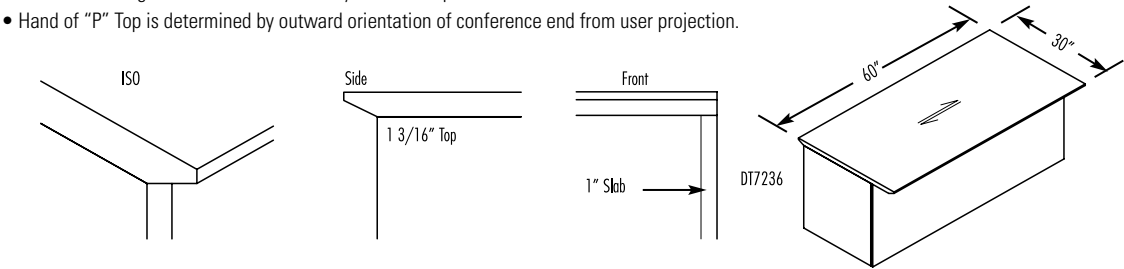 • Hand of “P” Top is determined by outward orientation of conference end from user projection.
ISO
Side
Front
60"
30"
1 3/16" Top
1" Slab
DT7236